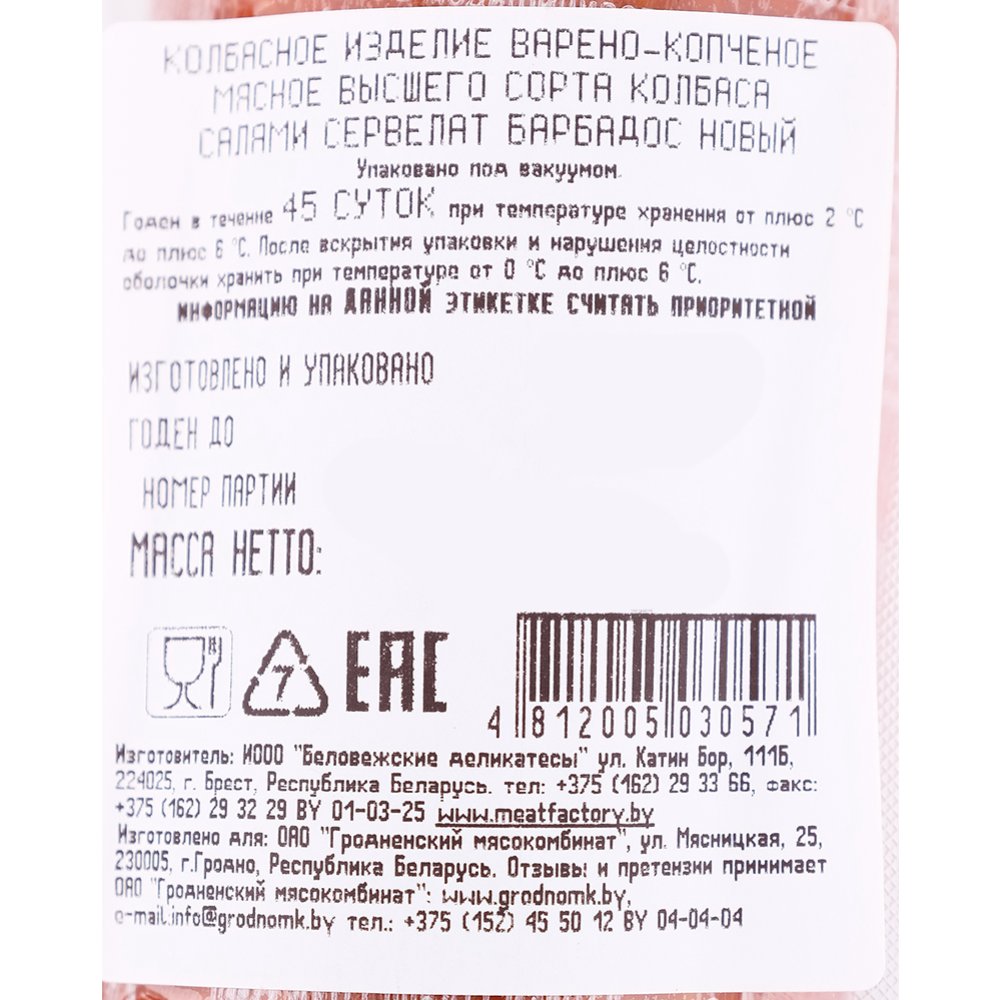 КОЛБАСНОЕ ИЗДЕЛИЕ ВАРЕНО-КОПЧЕНОЕ
МЯСНОЕ ВЫСШЕГО СОРТА КОЛБАСА
САЛЯМИ СЕРВЕЛАТ БАРБАДОС НОВЫЙ
Упаковано под вакуумом.
Годен в течение 45 СУТОК при температуре хранения от плюс 2 °С
до плюс 6 °С. После вскрытия упаковки и нарушения целостности
оболочки хранить при температуре от 0 °С до плюс 6 °С.
ИНФОРМАЦИЮ НА ДАННОЙ ЭТИКЕТКЕ СЧИТАТЬ ПРИОРИТЕТНОЙ
ИЗГОТОВЛЕНО И УПАКОВАНО
ГОДЕН ДО
НОМЕР ПАРТИИ
МАССА НЕТТО:
7 EAC
4 812005 030571
Изготовитель: ИООО "Беловежские деликатесы" ул. Катин Бор, 111Б,
224025, г. Брест, Республика Беларусь. тел: +375 (162) 29 33 66, факс:
+375 (162) 29 32 29 BY 01-03-25 www.meatfactory.by
Изготовлено для: ОАО "Гродненский мясокомбинат", ул. Мясницкая, 25,
230005, г.Гродно, Республика Беларусь. Отзывы и претензии принимает
ОАО "Гродненский мясокомбинат": www.grodnomk.by,
e-mail:info@grodnomk.by тел.: +375 (152) 45 50 12 BY 04-04-04